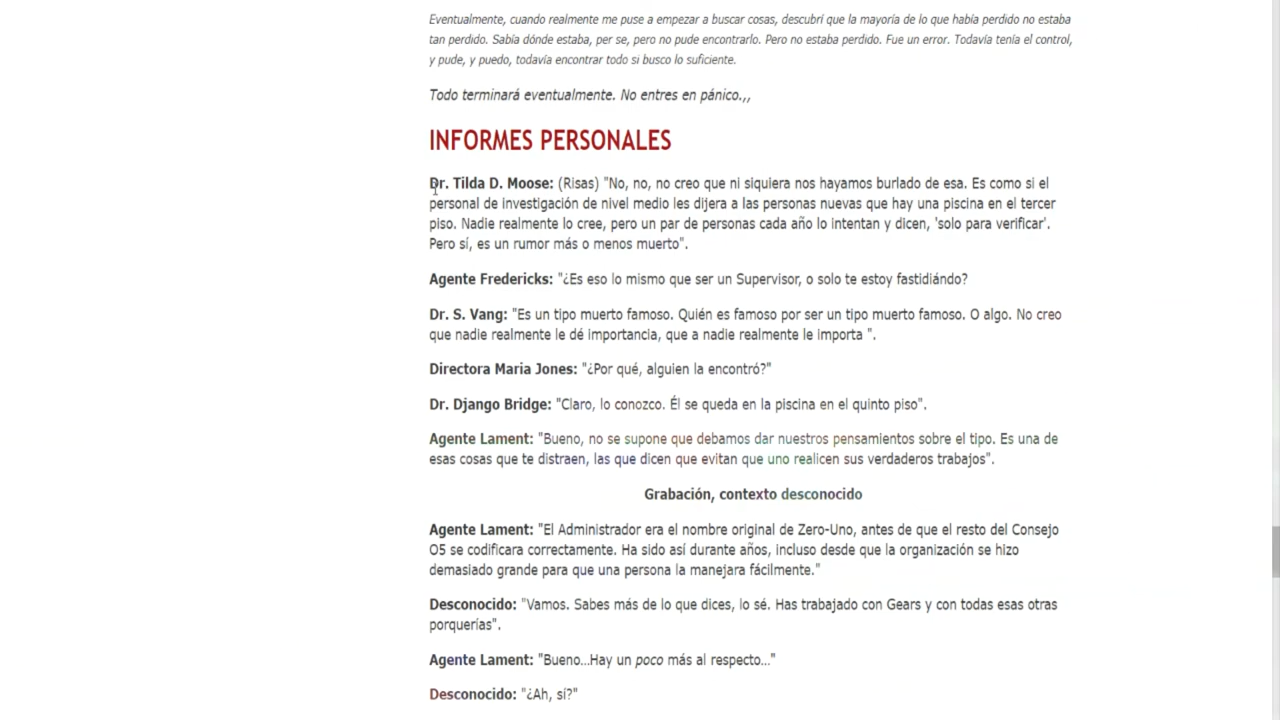 Eventualmente, cuando realmente me puse a empezar a buscar cosas, descubrí que la mayoría de lo que había perdido no estaba
tan perdido. Sabía dónde estaba, per se, pero no pude encontrarlo. Pero no estaba perdido. Fue un error. Todavía tenía el control,
y pude, y puedo, todavía encontrar todo si busco lo suficiente.
Todo terminará eventualmente. No entres en pánico.,,
INFORMES PERSONALES
Dr. Tilda D. Moose: (Risas) "No, no, no creo que ni siquiera nos hayamos burlado de esa. Es como si el
personal de investigación de nivel medio les dijera a las personas nuevas que hay una piscina en el tercer
piso. Nadie realmente lo cree, pero un par de personas cada año lo intentan y dicen, 'solo para verificar'.
Pero sí, es un rumor más o menos muerto".
Agente Fredericks: "¿Es eso lo mismo que ser un Supervisor, o solo te estoy fastidiándo?
Dr. S. Vang: "Es un tipo muerto famoso. Quién es famoso por ser un tipo muerto famoso. O algo. No creo
que nadie realmente le dé importancia, que a nadie realmente le importa ".
Directora Maria Jones: "¿Por qué, alguien la encontró?"
Dr. Django Bridge: "Claro, lo conozco. Él se queda en la piscina en el quinto piso".
Agente Lament: "Bueno, no se supone que debamos dar nuestros pensamientos sobre el tipo. Es una de
esas cosas que te distraen, las que dicen que evitan que uno realicen sus verdaderos trabajos".
Grabación, contexto desconocido
Agente Lament: "El Administrador era el nombre original de Zero-Uno, antes de que el resto del Consejo
O5 se codificara correctamente. Ha sido así durante años, incluso desde que la organización se hizo
demasiado grande para que una persona la manejara fácilmente."
Desconocido: "Vamos. Sabes más de lo que dices, lo sé. Has trabajado con Gears y con todas esas otras
porquerías".
Agente Lament: "Bueno...Hay un poco más al respecto..."
Desconocido: "¿Ah, sí?"